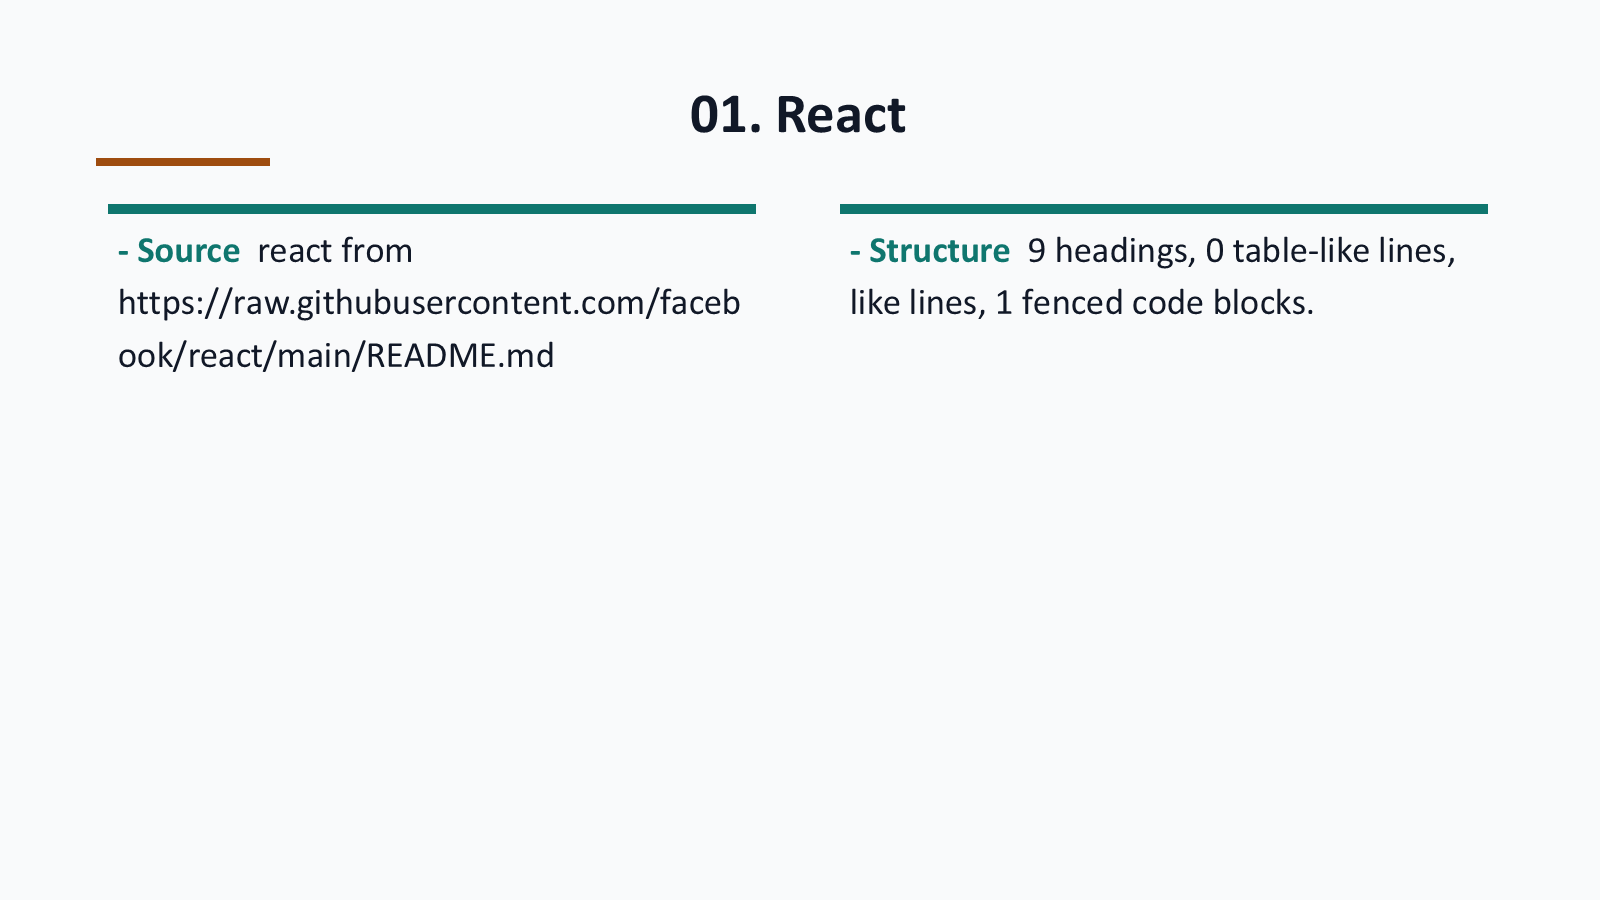 01. React
- Source  react from
https://raw.githubusercontent.com/faceb
ook/react/main/README.md
- Structure  9 headings, 0 table-like lines,
like lines, 1 fenced code blocks.